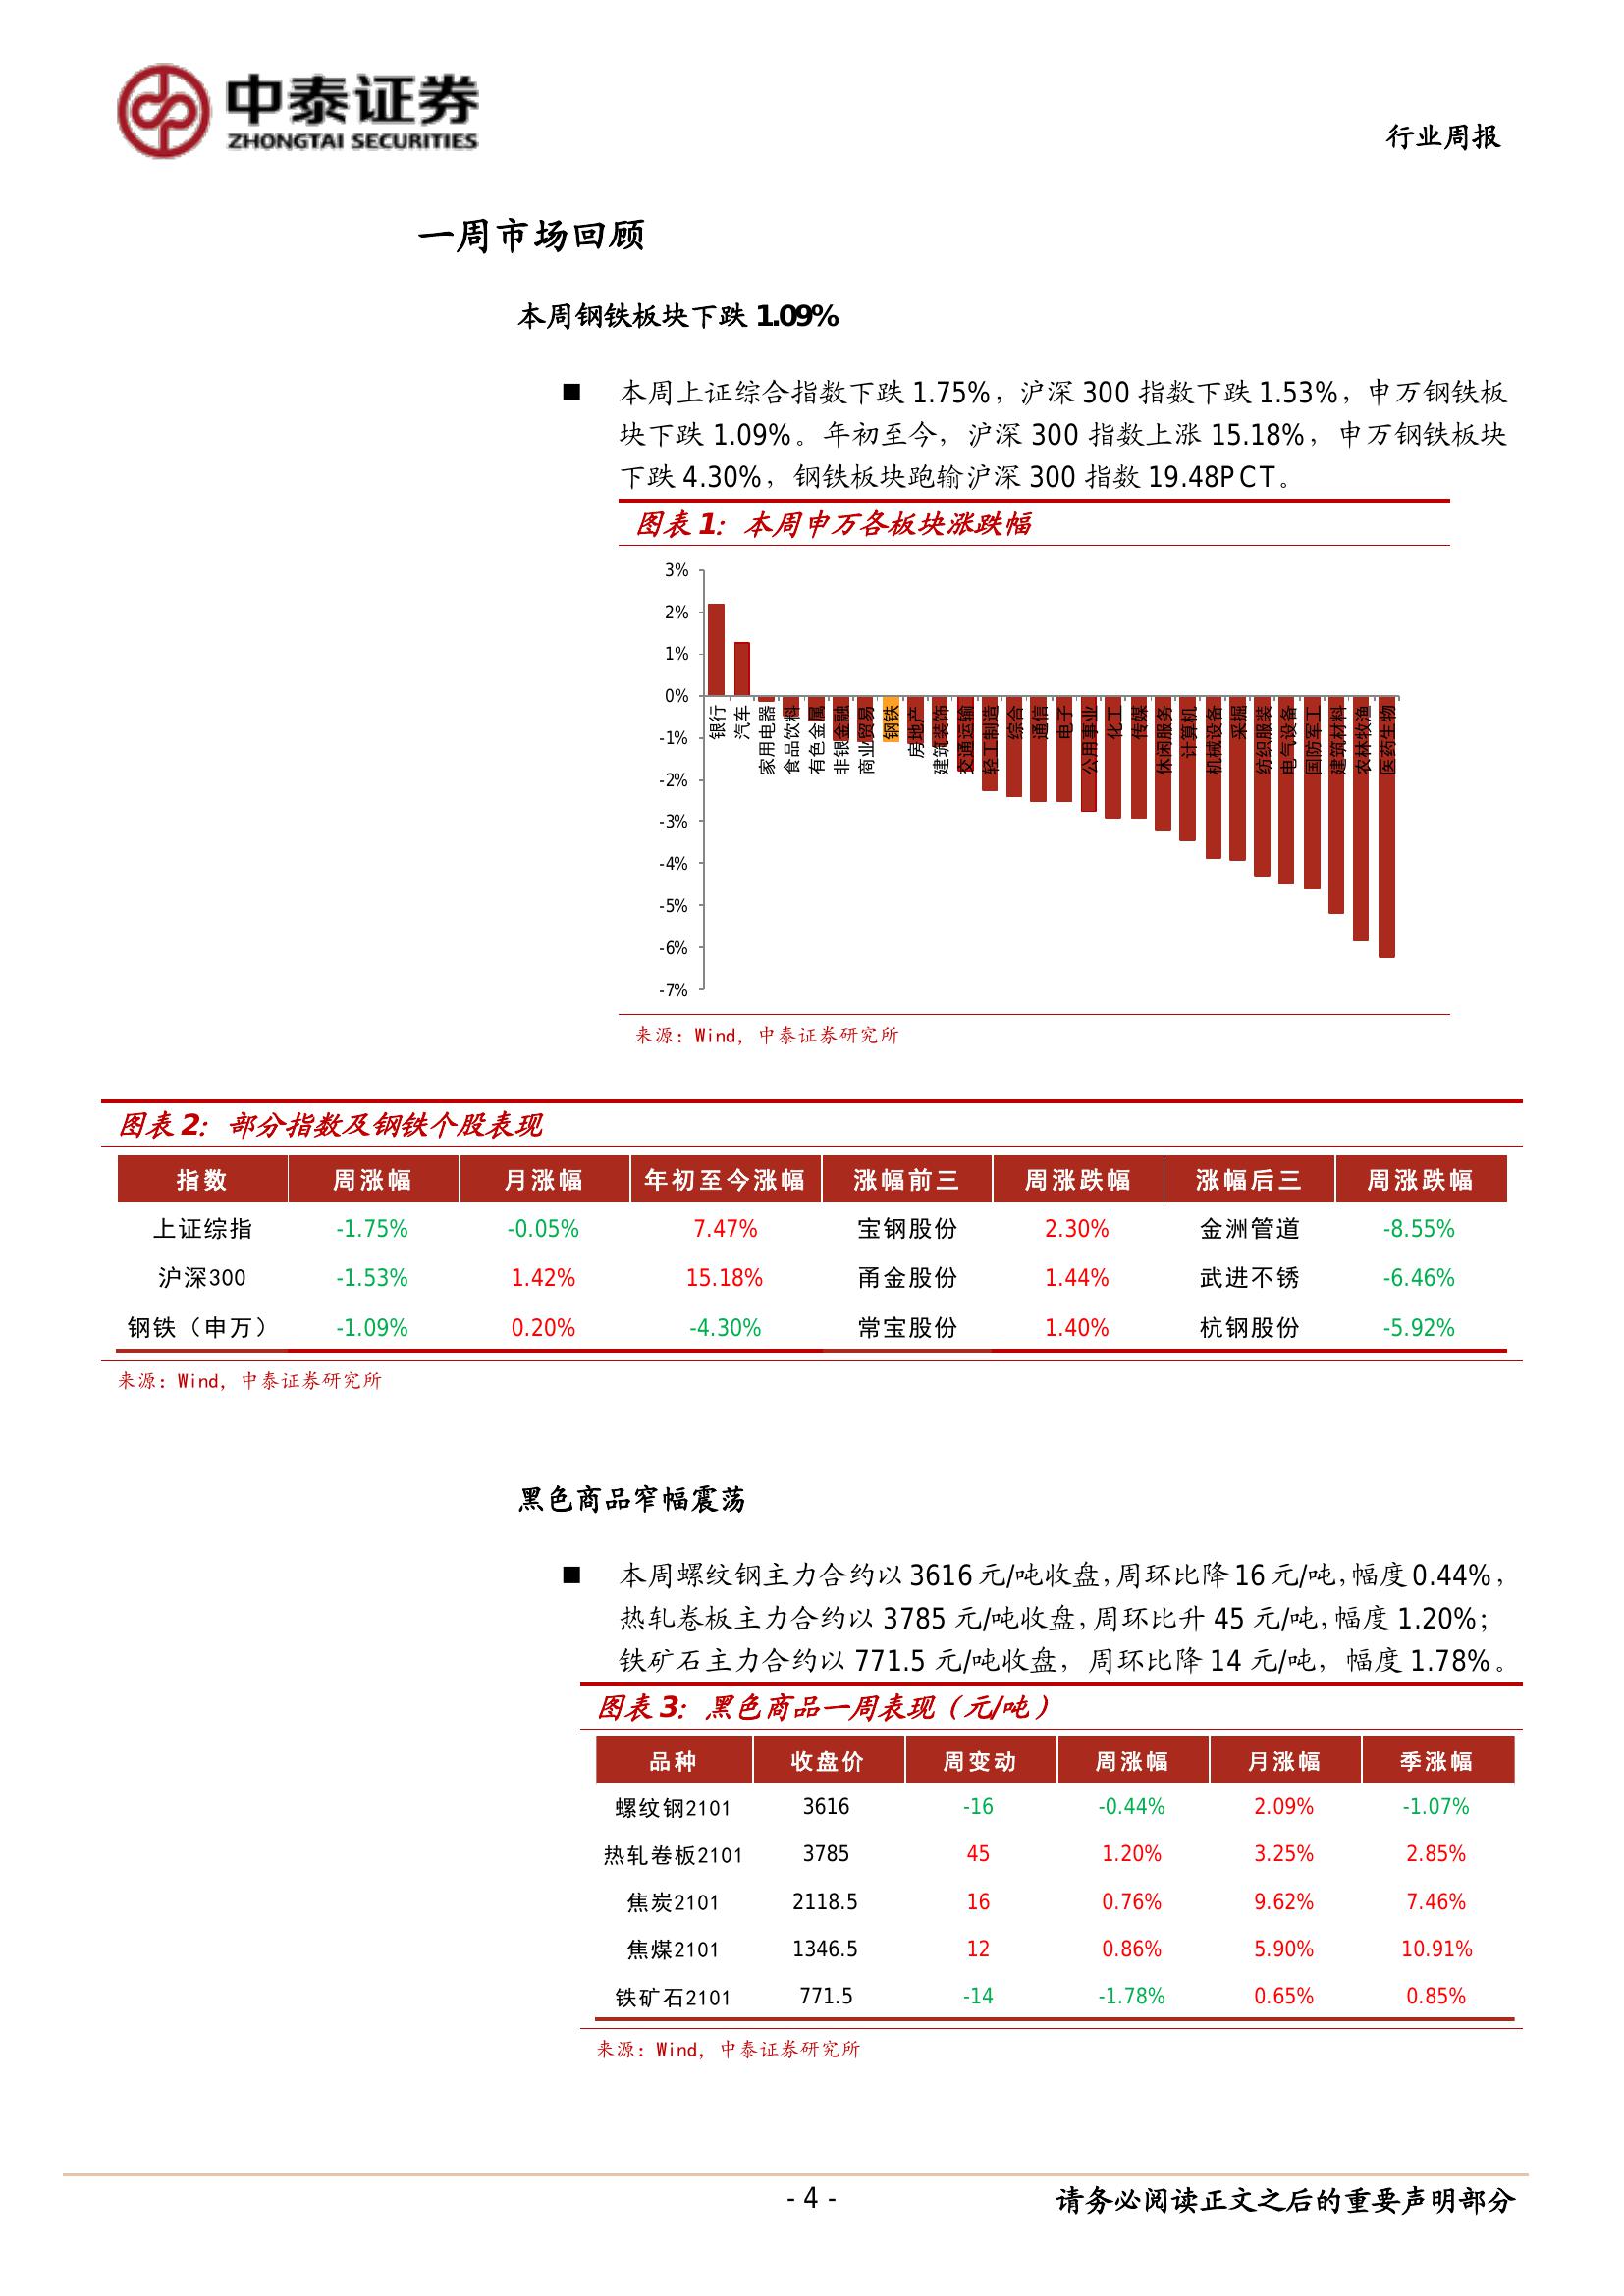 中泰证券
ZHONGTAI SECURITIES
行业周报
一周市场回顾
本周钢铁板块下跌 1.09%
■ 本周上证综合指数下跌 1.75%，沪深 300 指数下跌 1.53%，申万钢铁板
块下跌 1.09%。年初至今，沪深 300 指数上涨 15.18%，申万钢铁板块
下跌 4.30%，钢铁板块跑输沪深 300 指数 19.48PCT。
图表 1：本周申万各板块涨跌幅
3%
2%
1%
0%
-1%
-2%
-3%
-4%
-5%
-6%
-7%
银行
汽车
家用电器
食品饮料
有色金属
非银金融
商业贸易
钢铁
房地产
建筑装饰
交通运输
轻工制造
综合
通信
电子
公用事业
化工
传媒
休闲服务
计算机
机械设备
采掘
纺织服装
电气设备
国防军工
建筑材料
农林牧渔
医药生物
来源：Wind，中泰证券研究所
图表 2：部分指数及钢铁个股表现
指数 周涨幅 月涨幅 年初至今涨幅 涨幅前三 周涨跌幅 涨幅后三 周涨跌幅
上证综指 -1.75% -0.05% 7.47% 宝钢股份 2.30% 金洲管道 -8.55%
沪深300 -1.53% 1.42% 15.18% 甬金股份 1.44% 武进不锈 -6.46%
钢铁（申万） -1.09% 0.20% -4.30% 常宝股份 1.40% 杭钢股份 -5.92%
来源：Wind，中泰证券研究所
黑色商品窄幅震荡
■ 本周螺纹钢主力合约以 3616 元/吨收盘，周环比降 16 元/吨，幅度 0.44%，
热轧卷板主力合约以 3785 元/吨收盘，周环比升 45 元/吨，幅度 1.20%；
铁矿石主力合约以 771.5 元/吨收盘，周环比降 14 元/吨，幅度 1.78%。
图表 3：黑色商品一周表现（元/吨）
品种 收盘价 周变动 周涨幅 月涨幅 季涨幅
螺纹钢2101 3616 -16 -0.44% 2.09% -1.07%
热轧卷板2101 3785 45 1.20% 3.25% 2.85%
焦炭2101 2118.5 16 0.76% 9.62% 7.46%
焦煤2101 1346.5 12 0.86% 5.90% 10.91%
铁矿石2101 771.5 -14 -1.78% 0.65% 0.85%
来源：Wind，中泰证券研究所
- 4 -
请务必阅读正文之后的重要声明部分